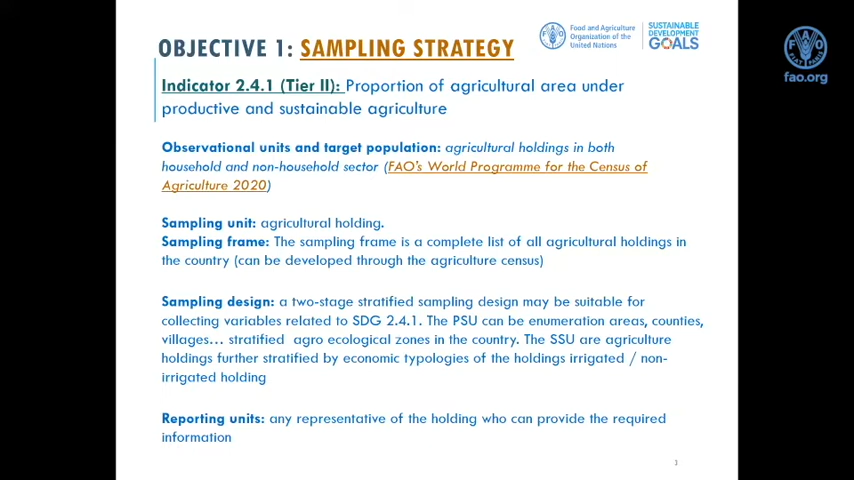 OBJECTIVE 1: SAMPLING STRATEGY
Food and Agriculture
Organization of the
United Nations
SUSTAINABLE
DEVELOPMENT
GOALS
FAO
FIAT PANIS
fao.org
Indicator 2.4.1 (Tier II): Proportion of agricultural area under
productive and sustainable agriculture
Observational units and target population: agricultural holdings in both
household and non-household sector (FAO's World Programme for the Census of
Agriculture 2020)
Sampling unit: agricultural holding.
Sampling frame: The sampling frame is a complete list of all agricultural holdings in
the country (can be developed through the agriculture census)
Sampling design: a two-stage stratified sampling design may be suitable for
collecting variables related to SDG 2.4.1. The PSU can be enumeration areas, counties,
villages… stratified agro ecological zones in the country. The SSU are agriculture
holdings further stratified by economic typologies of the holdings irrigated / non-
irrigated holding
Reporting units: any representative of the holding who can provide the required
information